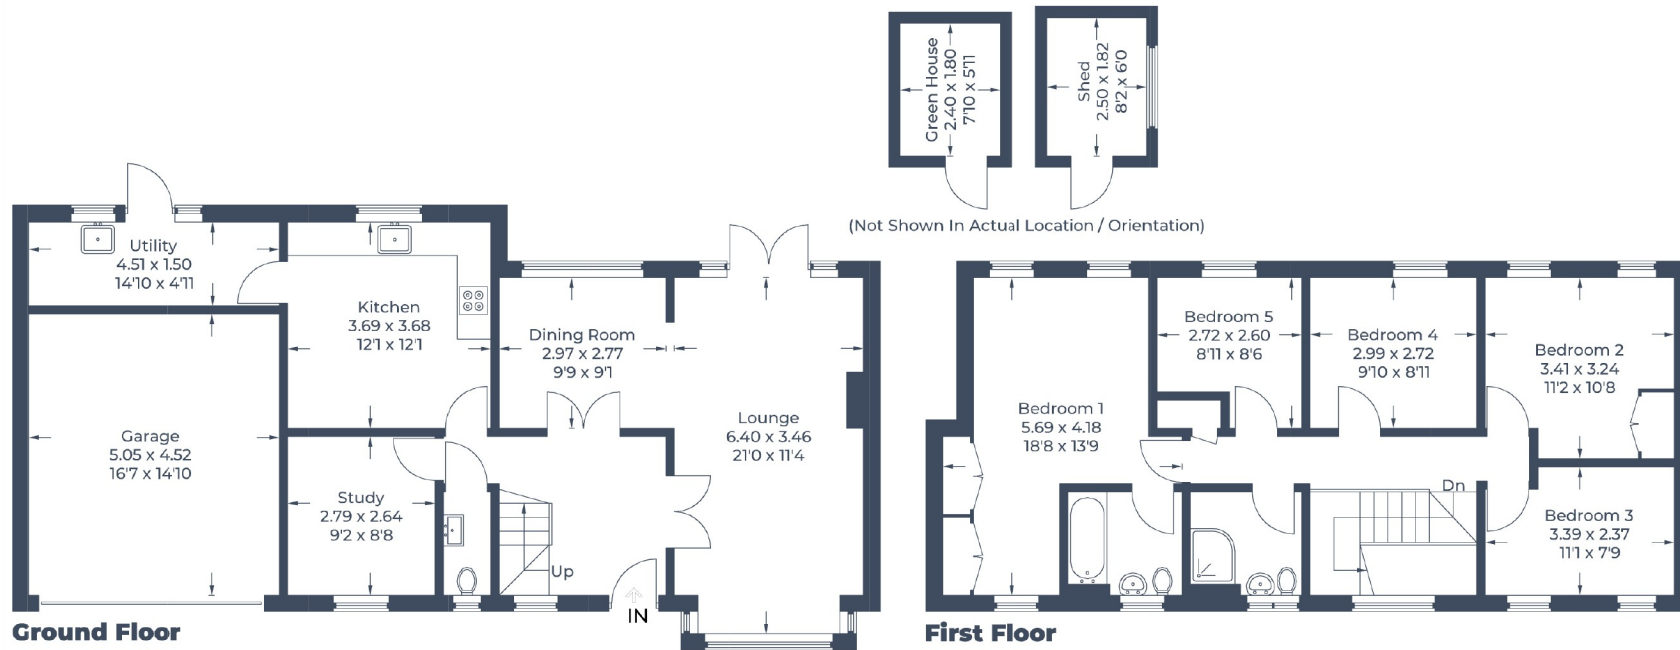 Green House
2.40 x 1.80
7'10 x 5'11
Shed
2.50 x 1.82
8'2 x 6'0
(Not Shown In Actual Location / Orientation)
Utility
4.51 x 1.50
14'10 x 4'11
Kitchen
3.69 x 3.68
12'1 x 12'1
Dining Room
2.97 x 2.77
9'9 x 9'1
Lounge
6.40 x 3.46
21'0 x 11'4
Garage
5.05 x 4.52
16'7 x 14'10
Study
2.79 x 2.64
9'2 x 8'8
Up
IN
Ground Floor
Bedroom 1
5.69 x 4.18
18'8 x 13'9
Bedroom 5
2.72 x 2.60
8'11 x 8'6
Bedroom 4
2.99 x 2.72
9'10 x 8'11
Bedroom 2
3.41 x 3.24
11'2 x 10'8
Dn
Bedroom 3
3.39 x 2.37
11'1 x 7'9
First Floor